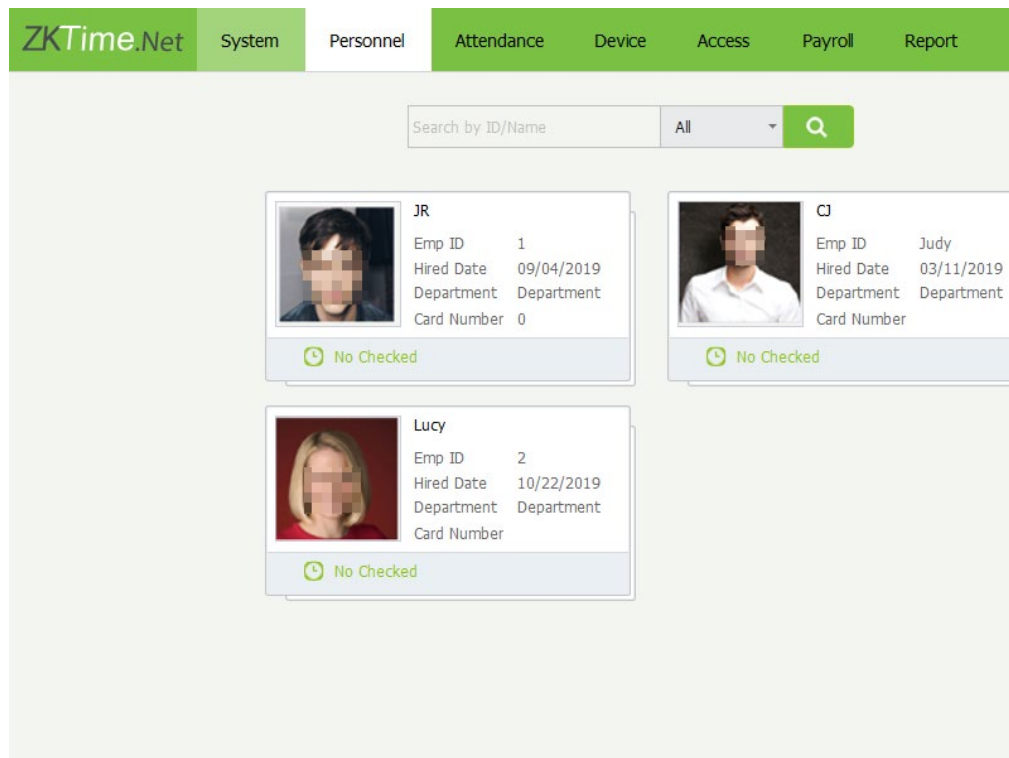 ZKTime.Net System Personnel Attendance Device Access Payroll Report
Search by ID/Name All
JR
Emp ID 1
Hired Date 09/04/2019
Department Department
Card Number 0
No Checked
CJ
Emp ID Judy
Hired Date 03/11/2019
Department Department
Card Number
No Checked
Lucy
Emp ID 2
Hired Date 10/22/2019
Department Department
Card Number
No Checked